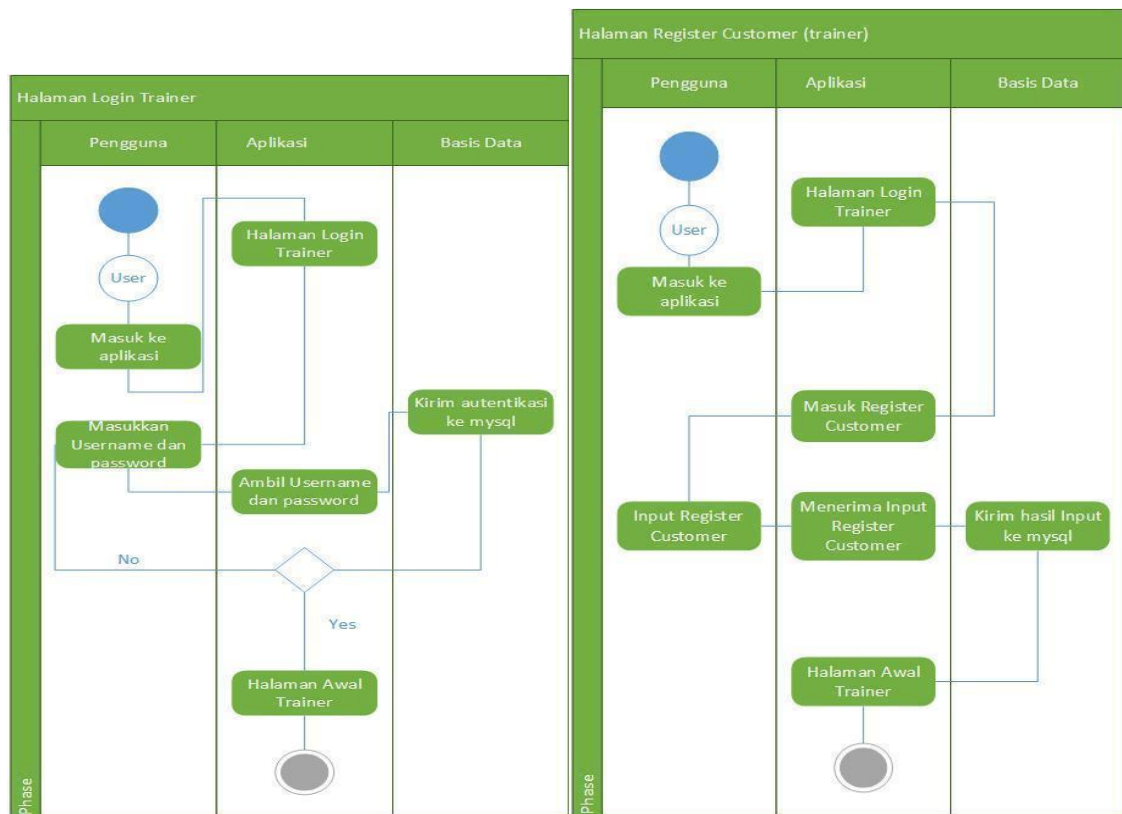 Halaman Login Trainer
Pengguna
Aplikasi
Basis Data
User
Halaman Login
Trainer
Masuk ke
aplikasi
Kirim autentikasi
ke mysql
Masukkan
Username dan
password
Ambil Username
dan password
No
Yes
Halaman Awal
Trainer
Phase
Halaman Register Customer (trainer)
Pengguna
Aplikasi
Basis Data
User
Halaman Login
Trainer
Masuk ke
aplikasi
Masuk Register
Customer
Input Register
Customer
Menerima Input
Register
Customer
Kirim hasil Input
ke mysql
Halaman Awal
Trainer
Phase